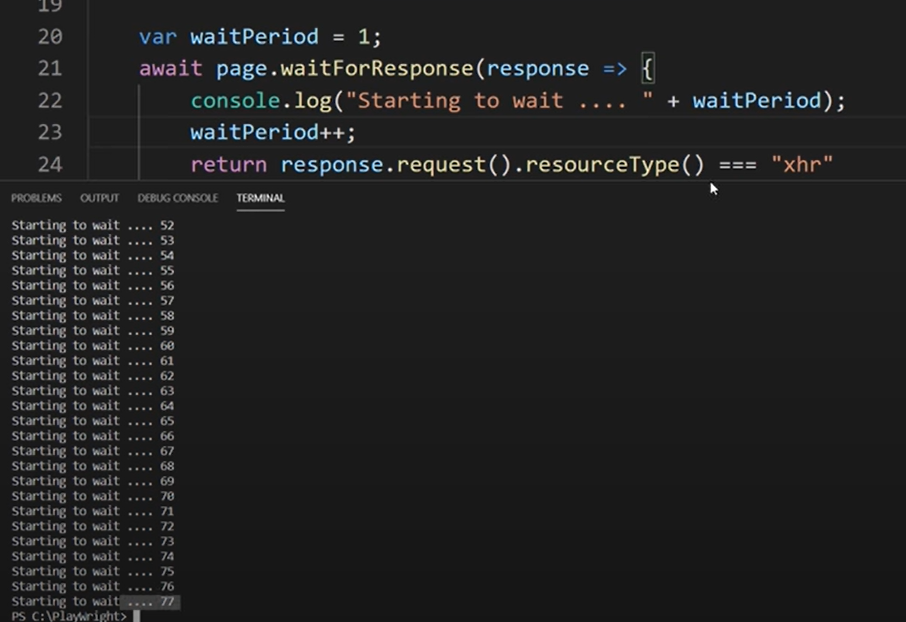 19
20 var waitPeriod = 1;
21 await page.waitForResponse(response => {
22 console.log("Starting to wait .... " + waitPeriod);
23 waitPeriod++;
24 return response.request().resourceType() === "xhr"
PROBLEMS OUTPUT DEBUG CONSOLE TERMINAL
Starting to wait .... 52
Starting to wait .... 53
Starting to wait .... 54
Starting to wait .... 55
Starting to wait .... 56
Starting to wait .... 57
Starting to wait .... 58
Starting to wait .... 59
Starting to wait .... 60
Starting to wait .... 61
Starting to wait .... 62
Starting to wait .... 63
Starting to wait .... 64
Starting to wait .... 65
Starting to wait .... 66
Starting to wait .... 67
Starting to wait .... 68
Starting to wait .... 69
Starting to wait .... 70
Starting to wait .... 71
Starting to wait .... 72
Starting to wait .... 73
Starting to wait .... 74
Starting to wait .... 75
Starting to wait .... 76
Starting to wait .... 77
PS C:\PlayWright>